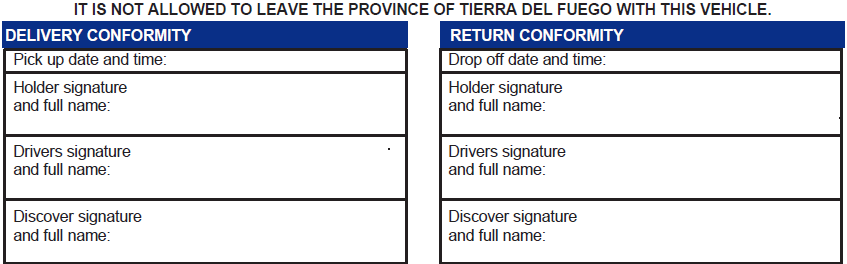 IT IS NOT ALLOWED TO LEAVE THE PROVINCE OF TIERRA DEL FUEGO WITH THIS VEHICLE.
DELIVERY CONFORMITY
Pick up date and time:
Holder signature
and full name:
Drivers signature
and full name:
Discover signature
and full name:
RETURN CONFORMITY
Drop off date and time:
Holder signature
and full name:
Drivers signature
and full name:
Discover signature
and full name: